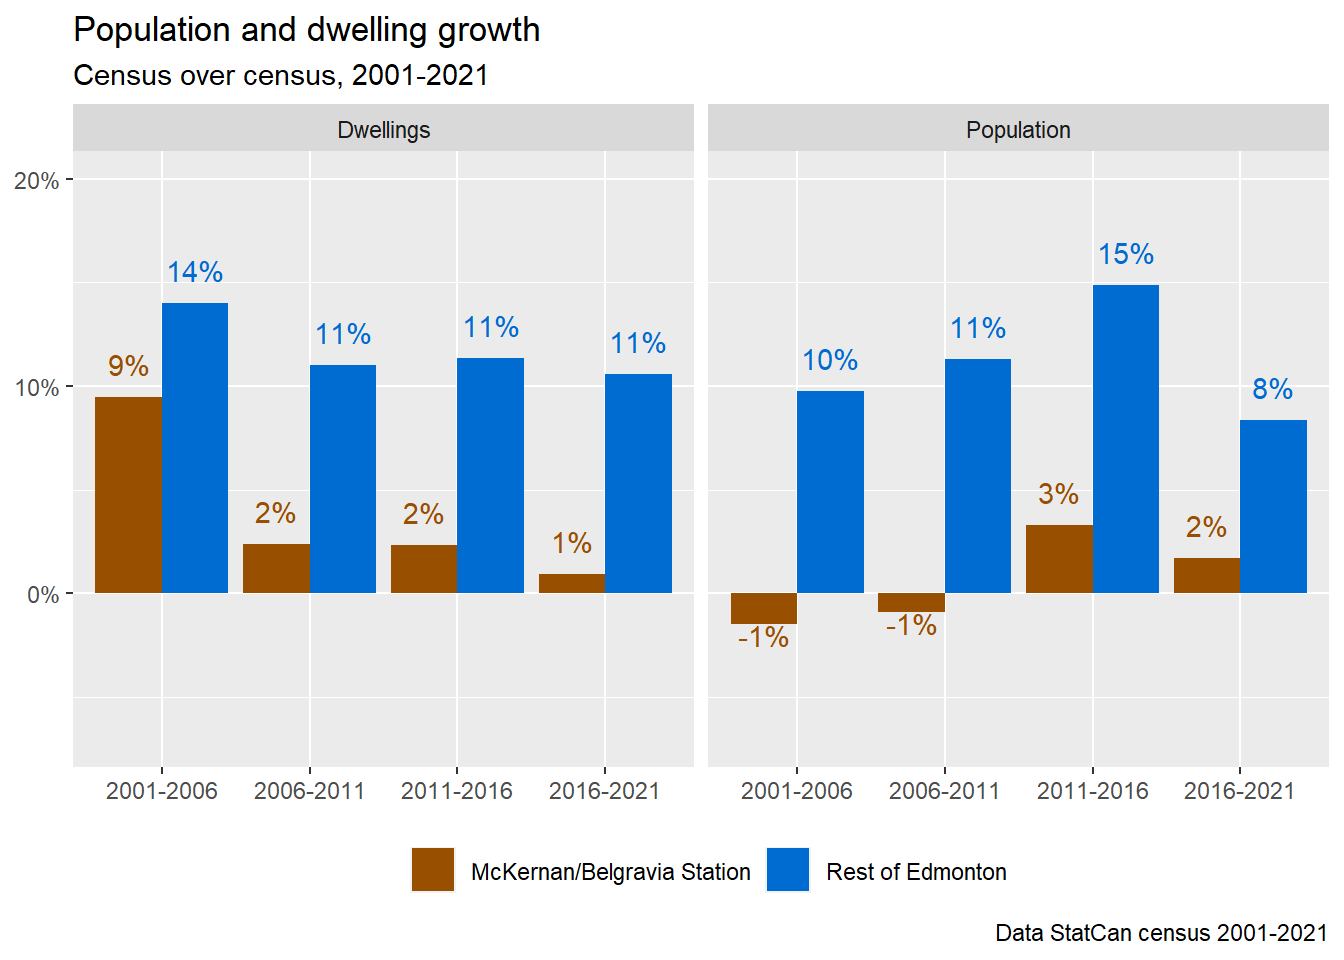 Population and dwelling growth
Census over census, 2001-2021
Dwellings
Population
20%
10%
0%
9%
14%
2%
11%
2%
11%
1%
11%
-1%
10%
-1%
11%
3%
15%
2%
8%
2001-2006 2006-2011 2011-2016 2016-2021
2001-2006 2006-2011 2011-2016 2016-2021
McKernan/Belgravia Station Rest of Edmonton
Data StatCan census 2001-2021